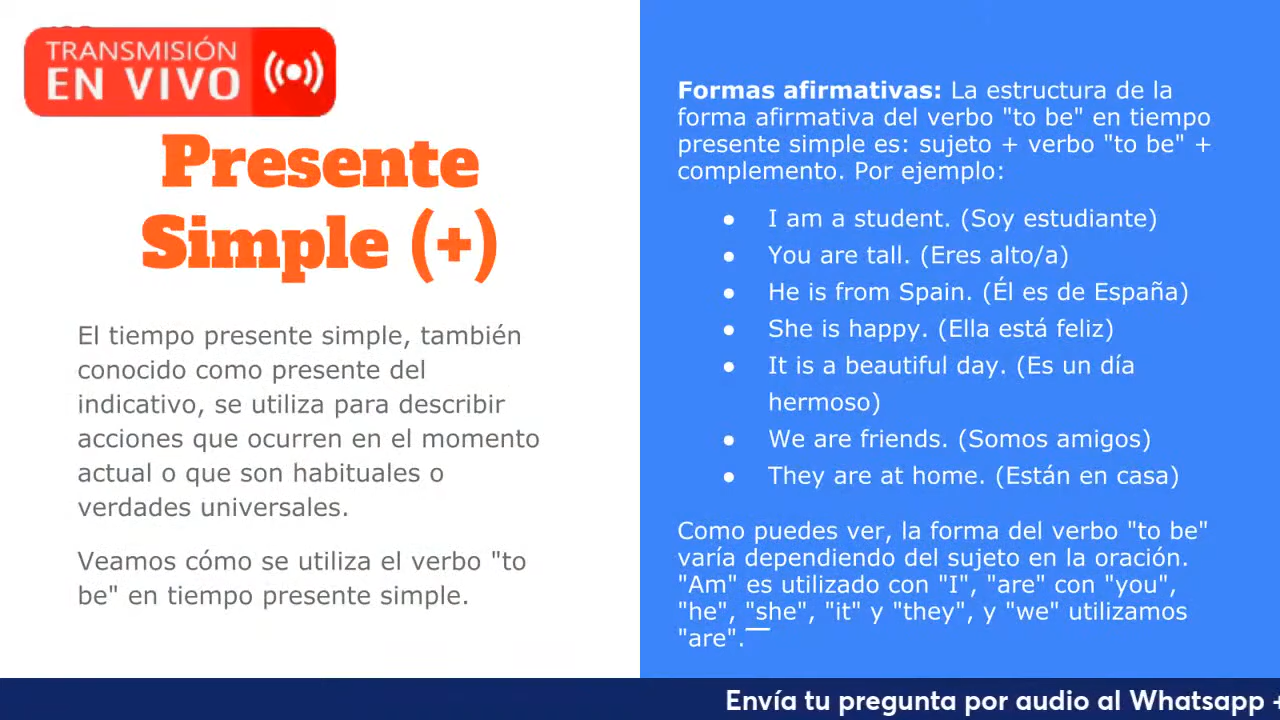 TRANSMISIÓN
EN VIVO
Presente
Simple (+)
El tiempo presente simple, también
conocido como presente del
indicativo, se utiliza para describir
acciones que ocurren en el momento
actual o que son habituales o
verdades universales.
Veamos cómo se utiliza el verbo "to
be" en tiempo presente simple.
Formas afirmativas: La estructura de la
forma afirmativa del verbo "to be" en tiempo
presente simple es: sujeto + verbo "to be" +
complemento. Por ejemplo:
● I am a student. (Soy estudiante)
● You are tall. (Eres alto/a)
● He is from Spain. (Él es de España)
● She is happy. (Ella está feliz)
● It is a beautiful day. (Es un día
hermoso)
● We are friends. (Somos amigos)
● They are at home. (Están en casa)
Como puedes ver, la forma del verbo "to be"
varía dependiendo del sujeto en la oración.
"Am" es utilizado con "I", "are" con "you",
"he", "she", "it" y "they", y "we" utilizamos
"are".
Envía tu pregunta por audio al Whatsapp +